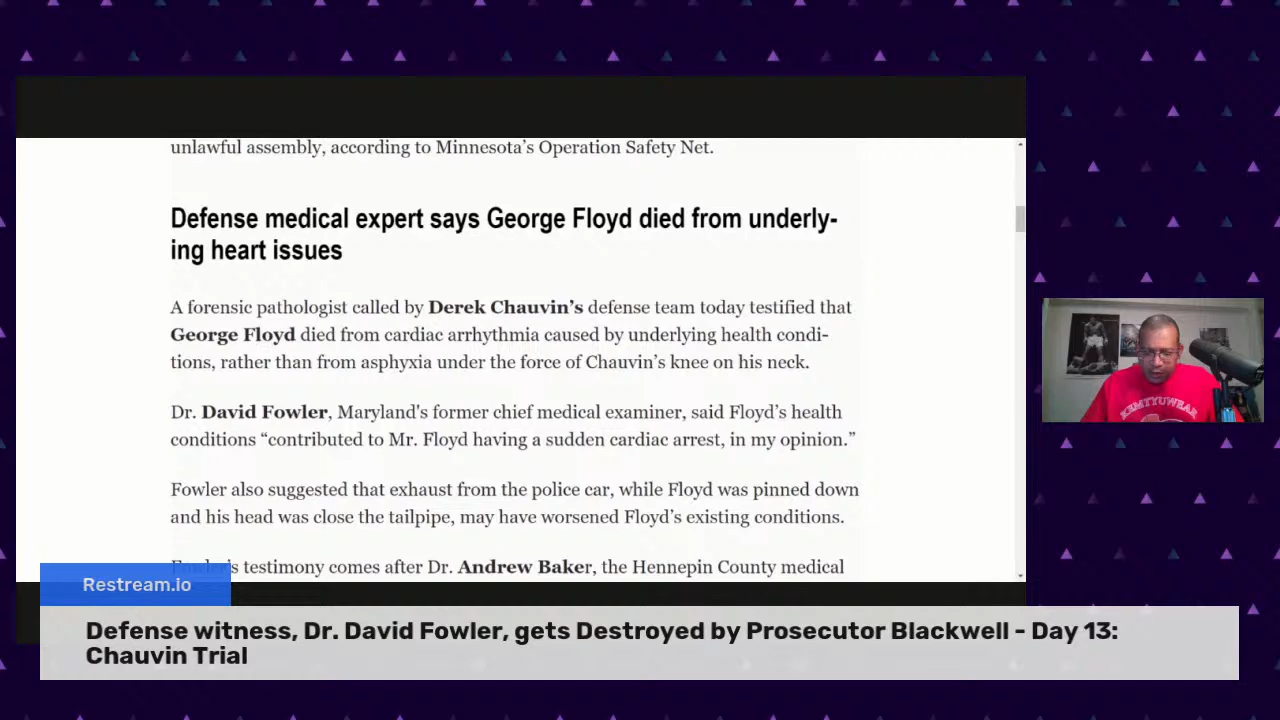 unlawful assembly, according to Minnesota’s Operation Safety Net.
Defense medical expert says George Floyd died from underly-
ing heart issues
A forensic pathologist called by Derek Chauvin’s defense team today testified that
George Floyd died from cardiac arrhythmia caused by underlying health condi-
tions, rather than from asphyxia under the force of Chauvin’s knee on his neck.
Dr. David Fowler, Maryland's former chief medical examiner, said Floyd’s health
conditions “contributed to Mr. Floyd having a sudden cardiac arrest, in my opinion.”
Fowler also suggested that exhaust from the police car, while Floyd was pinned down
and his head was close the tailpipe, may have worsened Floyd’s existing conditions.
Fowler's testimony comes after Dr. Andrew Baker, the Hennepin County medical
KEMTYUWEAR
Restream.io
Defense witness, Dr. David Fowler, gets Destroyed by Prosecutor Blackwell - Day 13:
Chauvin Trial